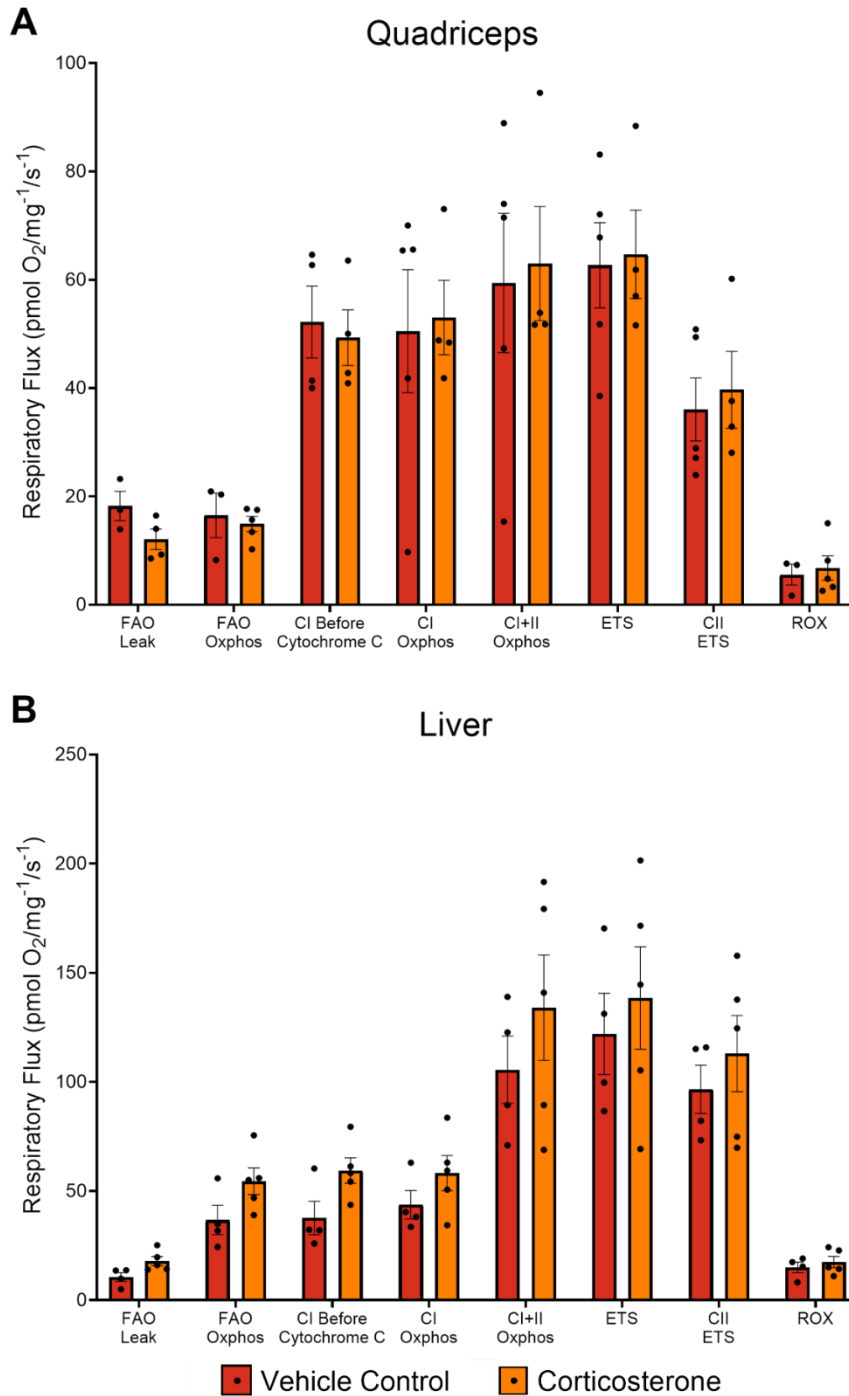 A
Quadriceps
Respiratory Flux (pmol O₂/mg⁻¹/s⁻¹)
100
80
60
40
20
0
FAO
Leak
FAO
Oxphos
CI Before
Cytochrome C
CI
Oxphos
CI+II
Oxphos
ETS
CII
ETS
ROX
B
Liver
Respiratory Flux (pmol O₂/mg⁻¹/s⁻¹)
250
200
150
100
50
0
FAO
Leak
FAO
Oxphos
CI Before
Cytochrome C
CI
Oxphos
CI+II
Oxphos
ETS
CII
ETS
ROX
Vehicle Control
Corticosterone